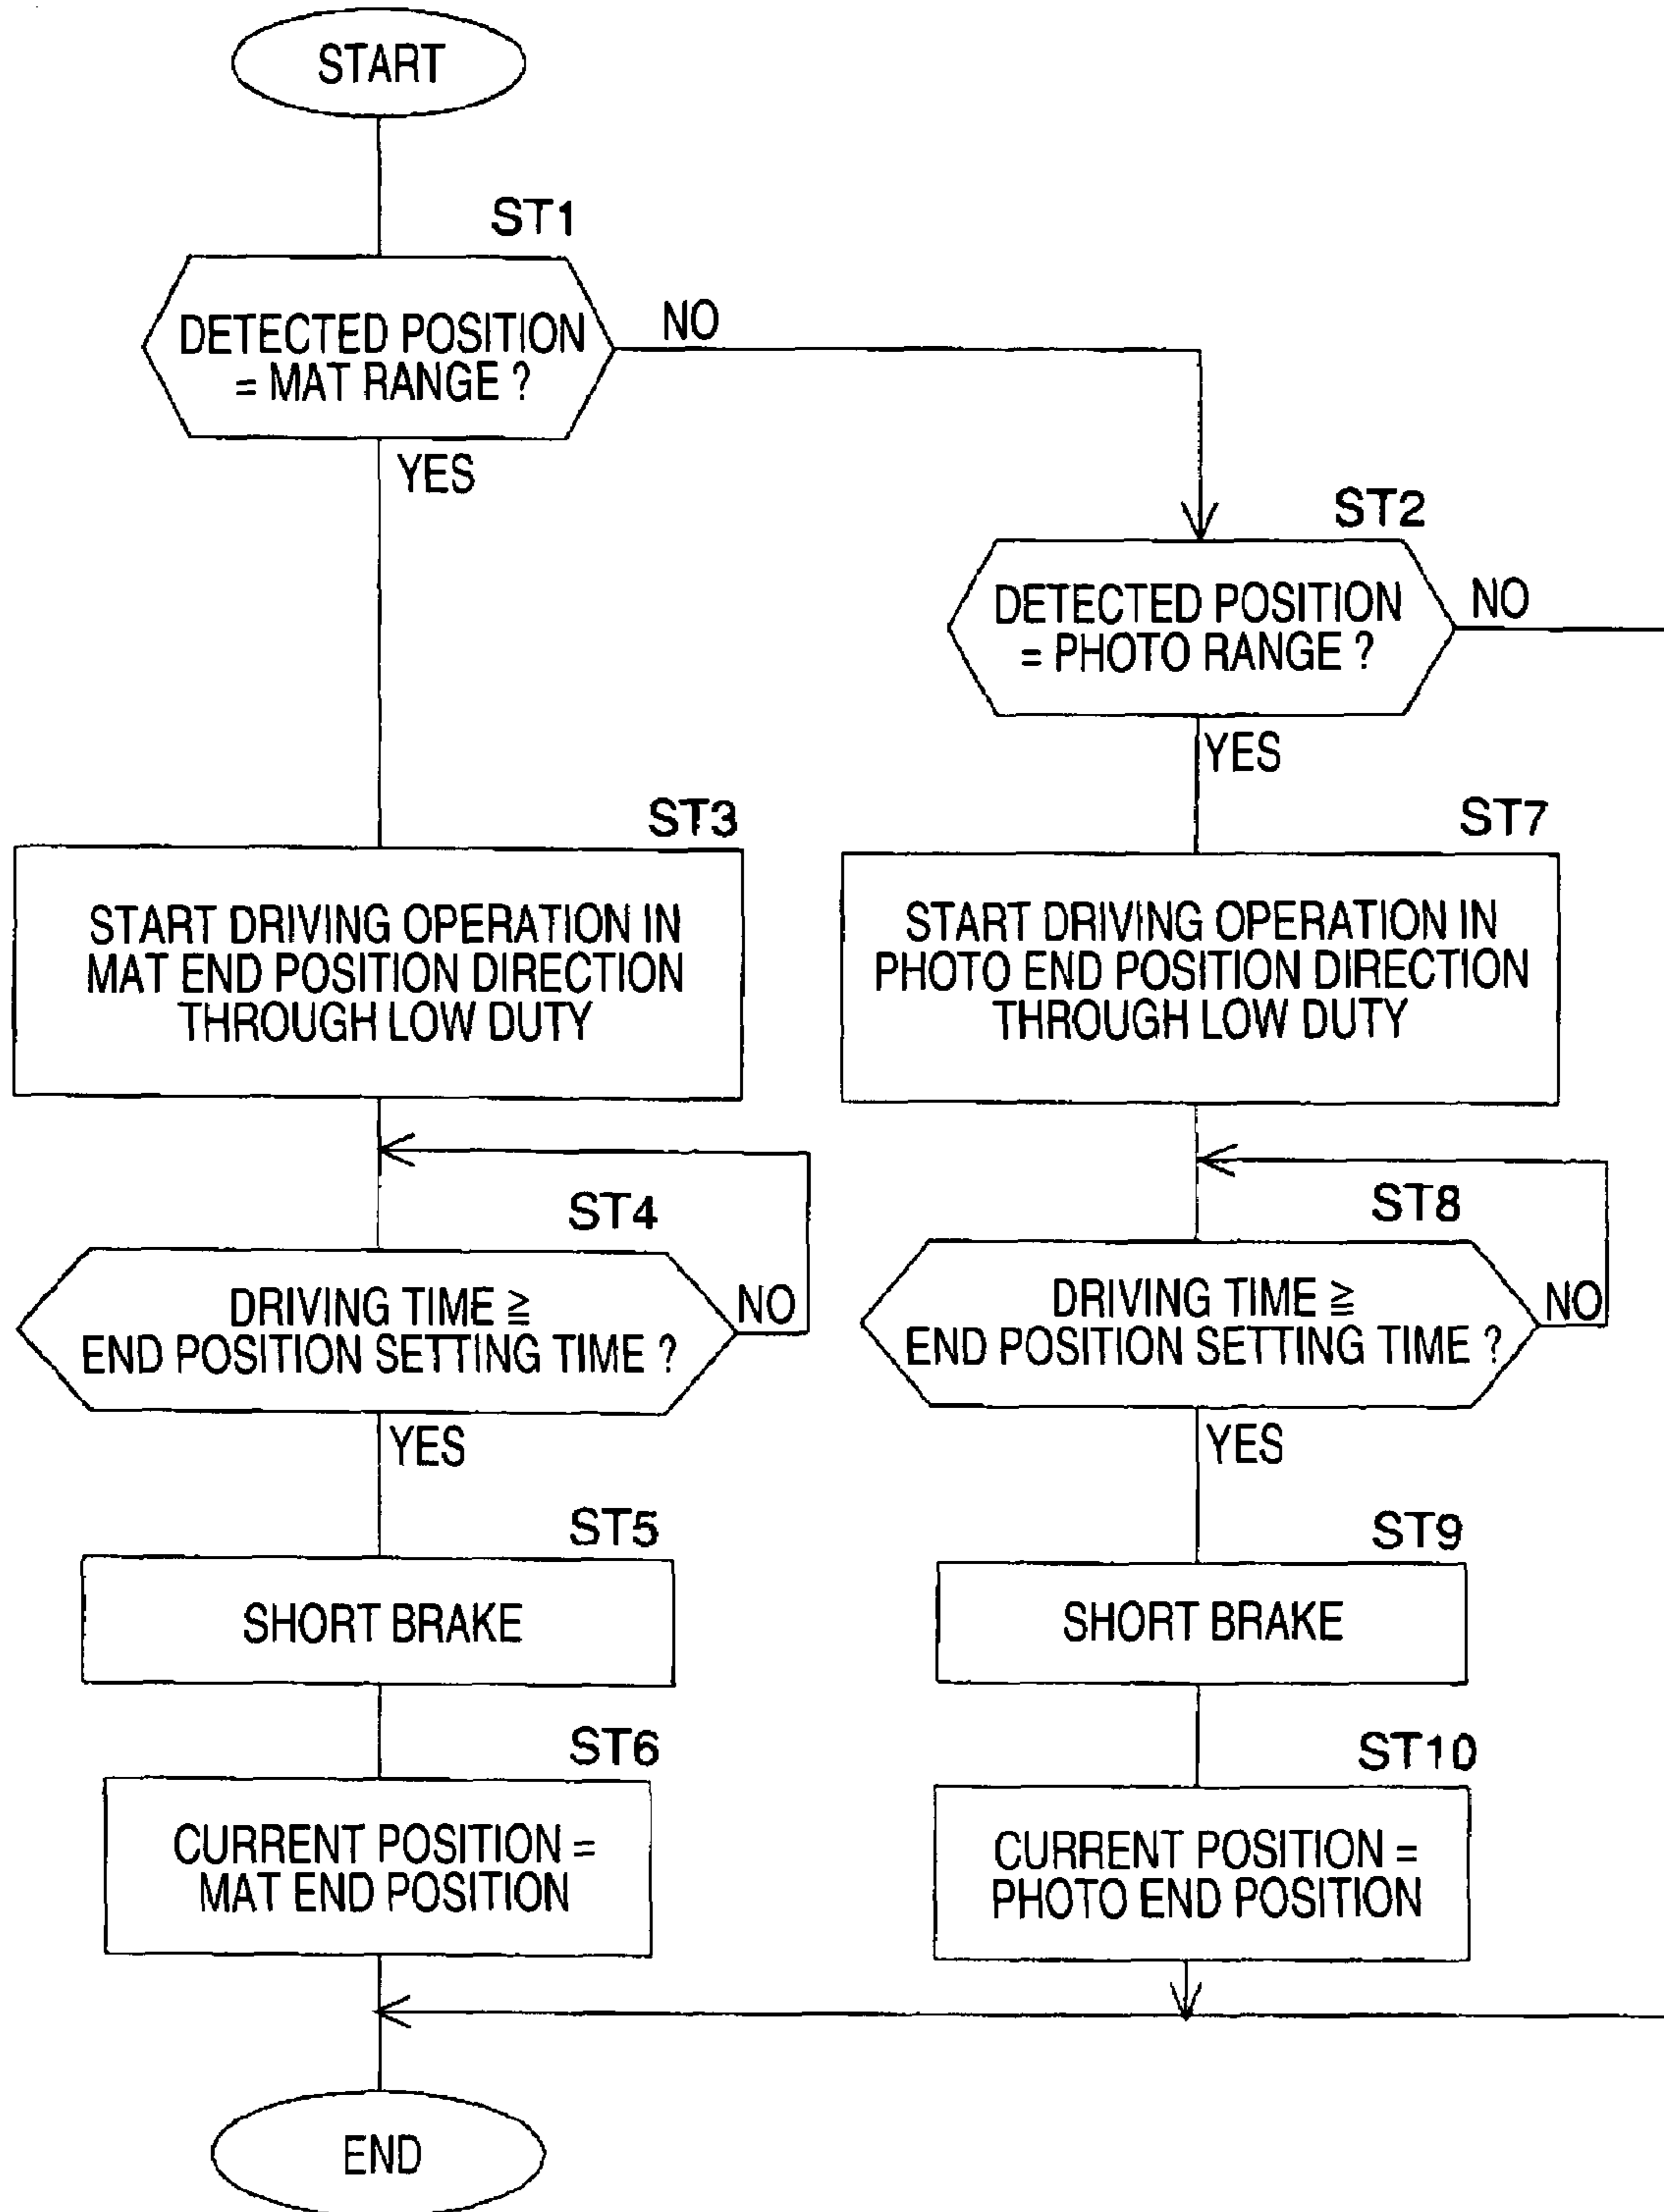 START
ST1
DETECTED POSITION
= MAT RANGE ?
NO
YES
ST2
DETECTED POSITION
= PHOTO RANGE ?
NO
YES
ST3
START DRIVING OPERATION IN
MAT END POSITION DIRECTION
THROUGH LOW DUTY
ST7
START DRIVING OPERATION IN
PHOTO END POSITION DIRECTION
THROUGH LOW DUTY
ST4
DRIVING TIME ≧
END POSITION SETTING TIME ?
NO
YES
ST8
DRIVING TIME ≧
END POSITION SETTING TIME ?
NO
YES
ST5
SHORT BRAKE
ST9
SHORT BRAKE
ST6
CURRENT POSITION =
MAT END POSITION
ST10
CURRENT POSITION =
PHOTO END POSITION
END